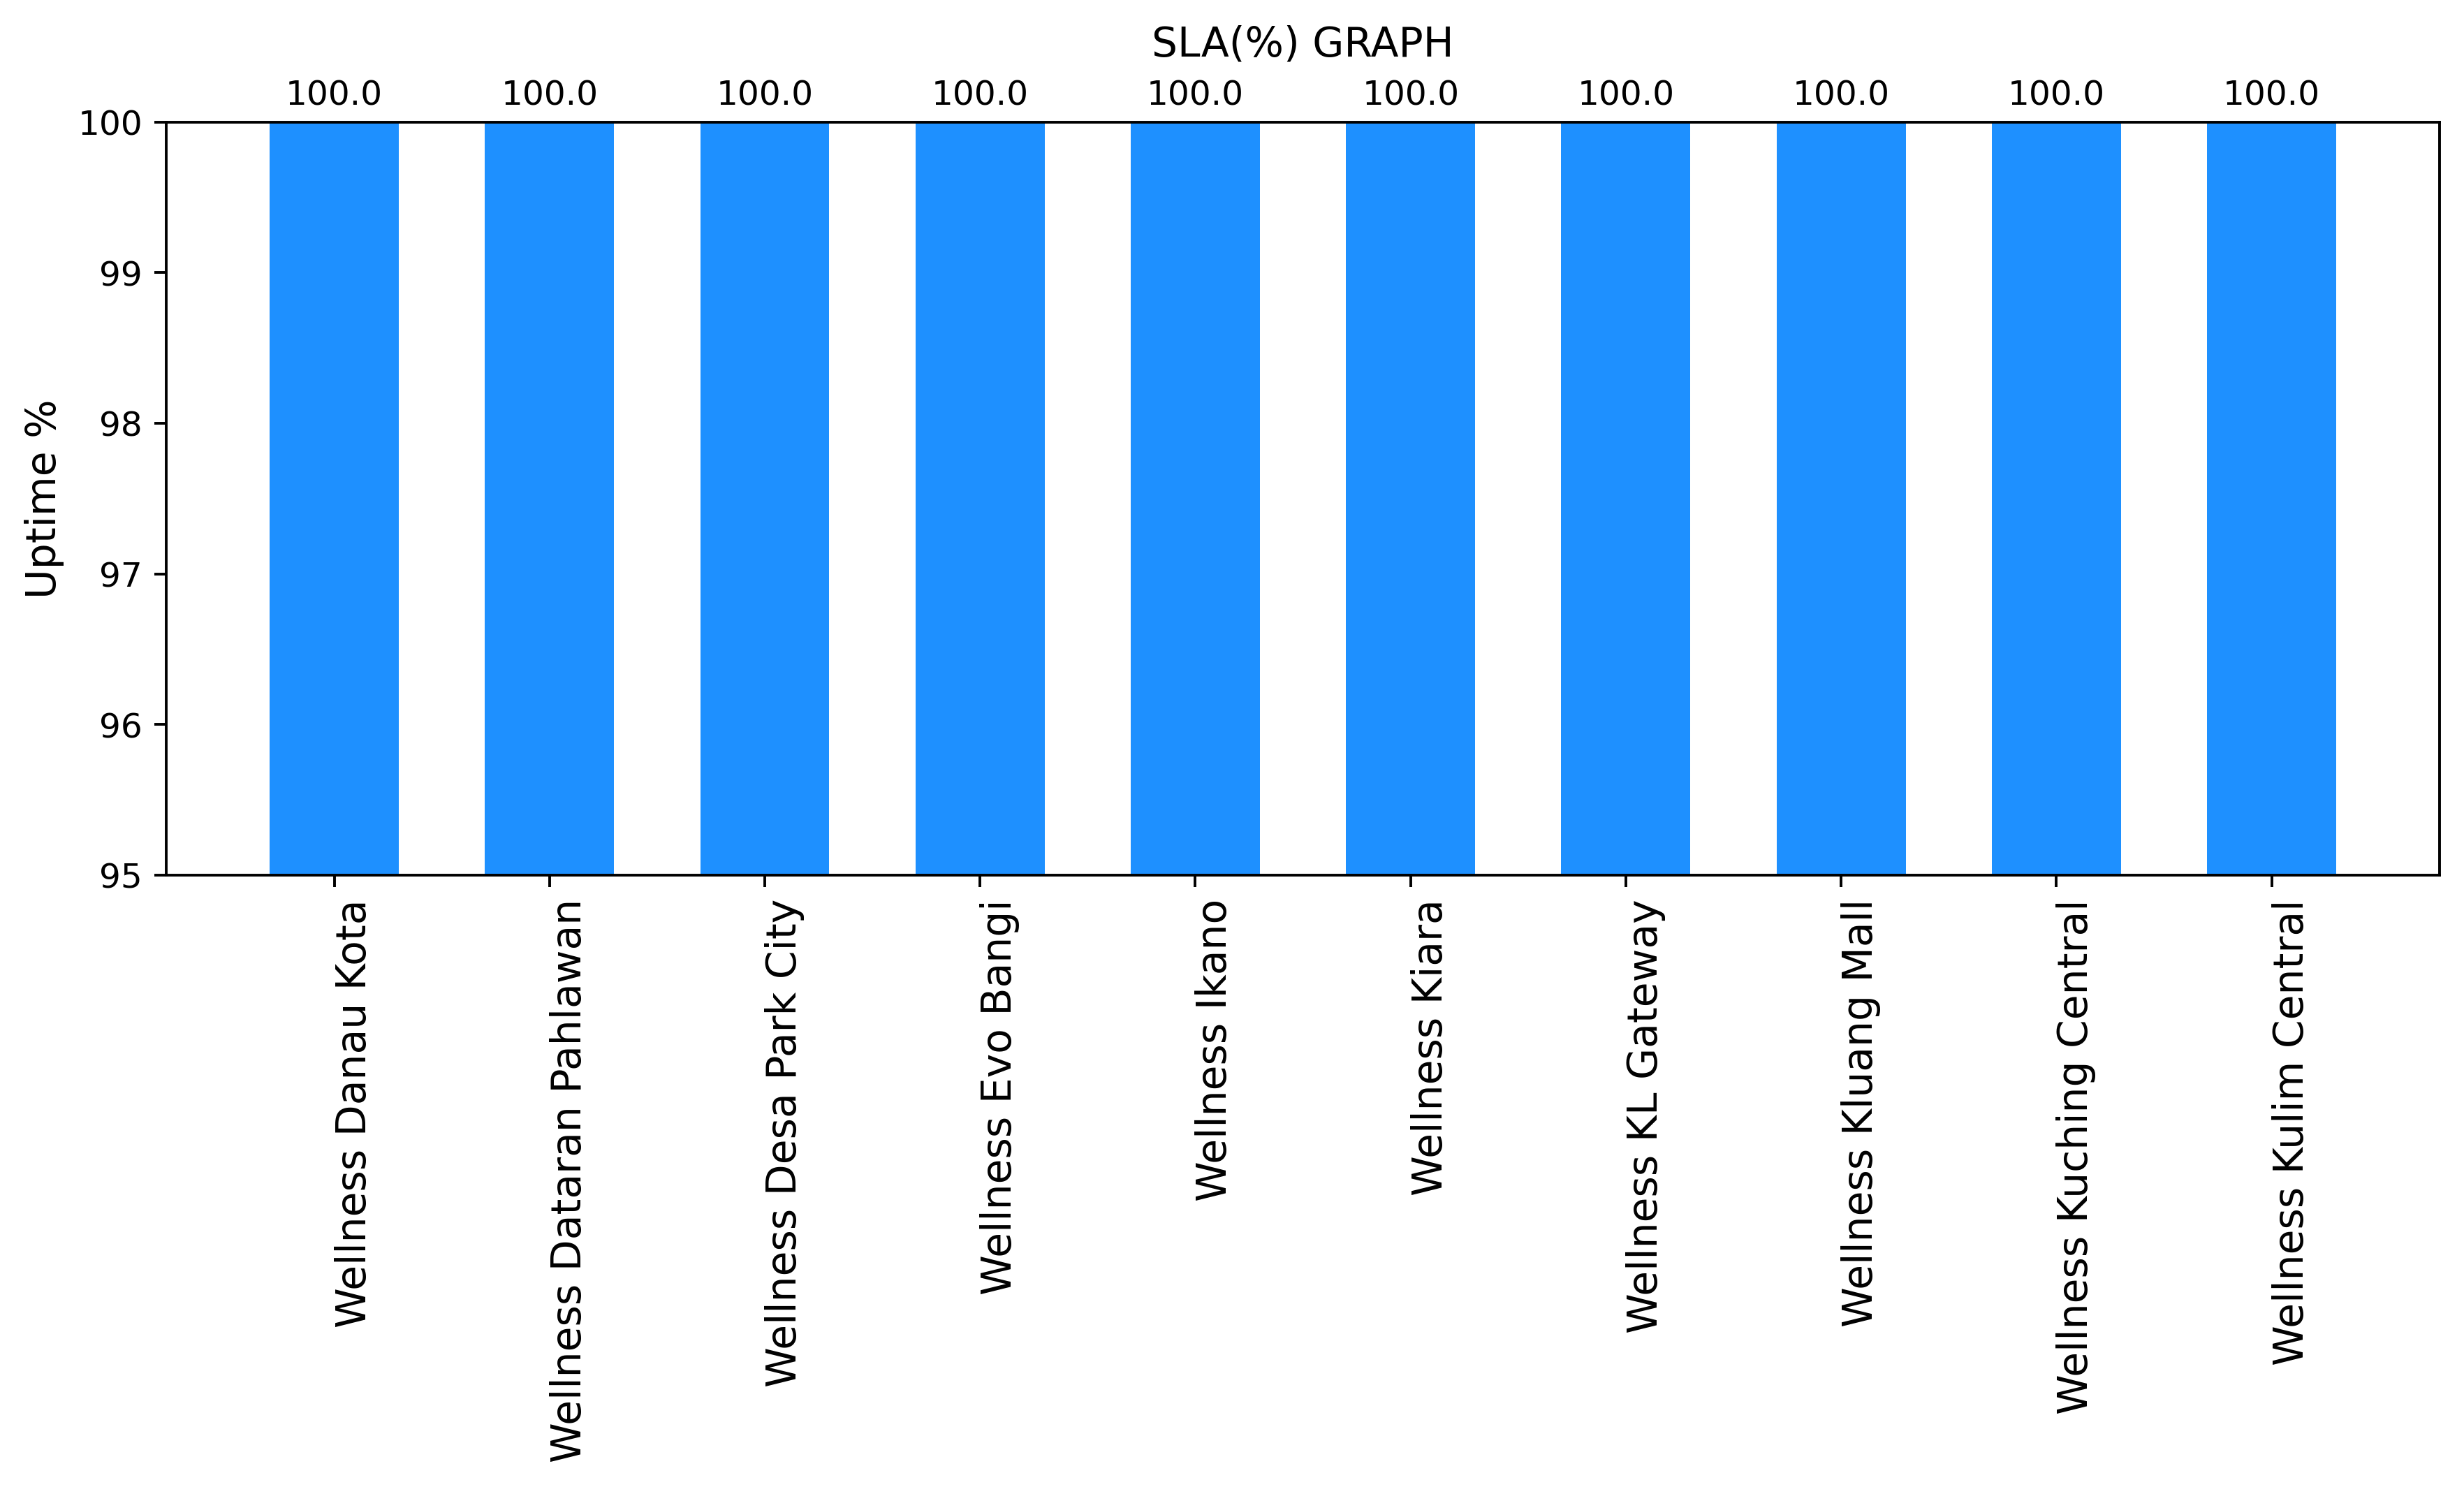 SLA(%) GRAPH
100.0 100.0 100.0 100.0 100.0 100.0 100.0 100.0 100.0 100.0
100
99
98
97
96
95
Uptime %
Wellness Danau Kota
Wellness Dataran Pahlawan
Wellness Desa Park City
Wellness Evo Bangi
Wellness Ikano
Wellness Kiara
Wellness KL Gateway
Wellness Kluang Mall
Wellness Kuching Central
Wellness Kulim Central